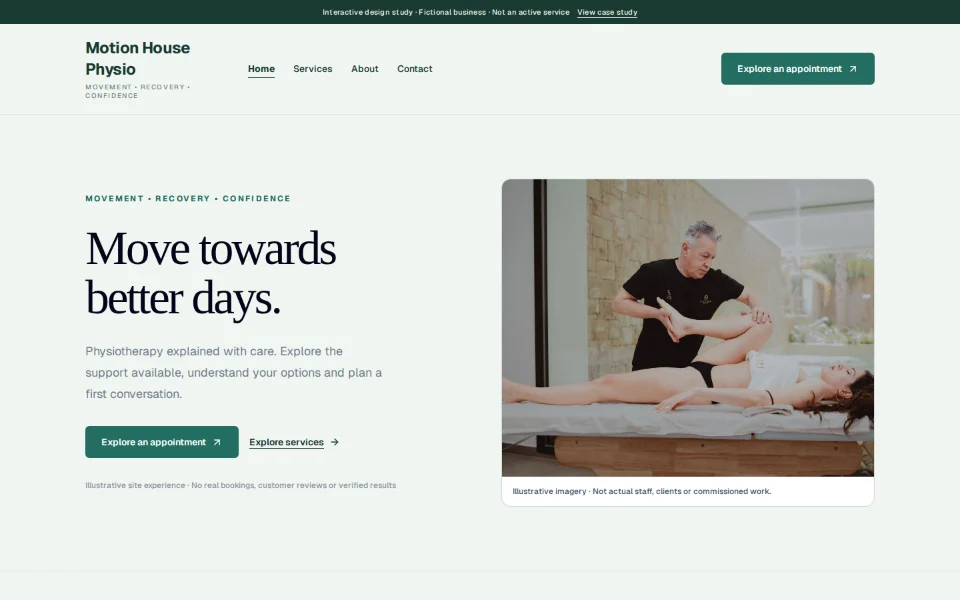 Interactive design study · Fictional business · Not an active service View case study
Motion House
Physio
MOVEMENT • RECOVERY •
CONFIDENCE
Home Services About Contact
Explore an appointment
MOVEMENT • RECOVERY • CONFIDENCE
Move towards
better days.
Physiotherapy explained with care. Explore the
support available, understand your options and plan a
first conversation.
Explore an appointment
Explore services
Illustrative site experience · No real bookings, customer reviews or verified results
Illustrative imagery · Not actual staff, clients or commissioned work.